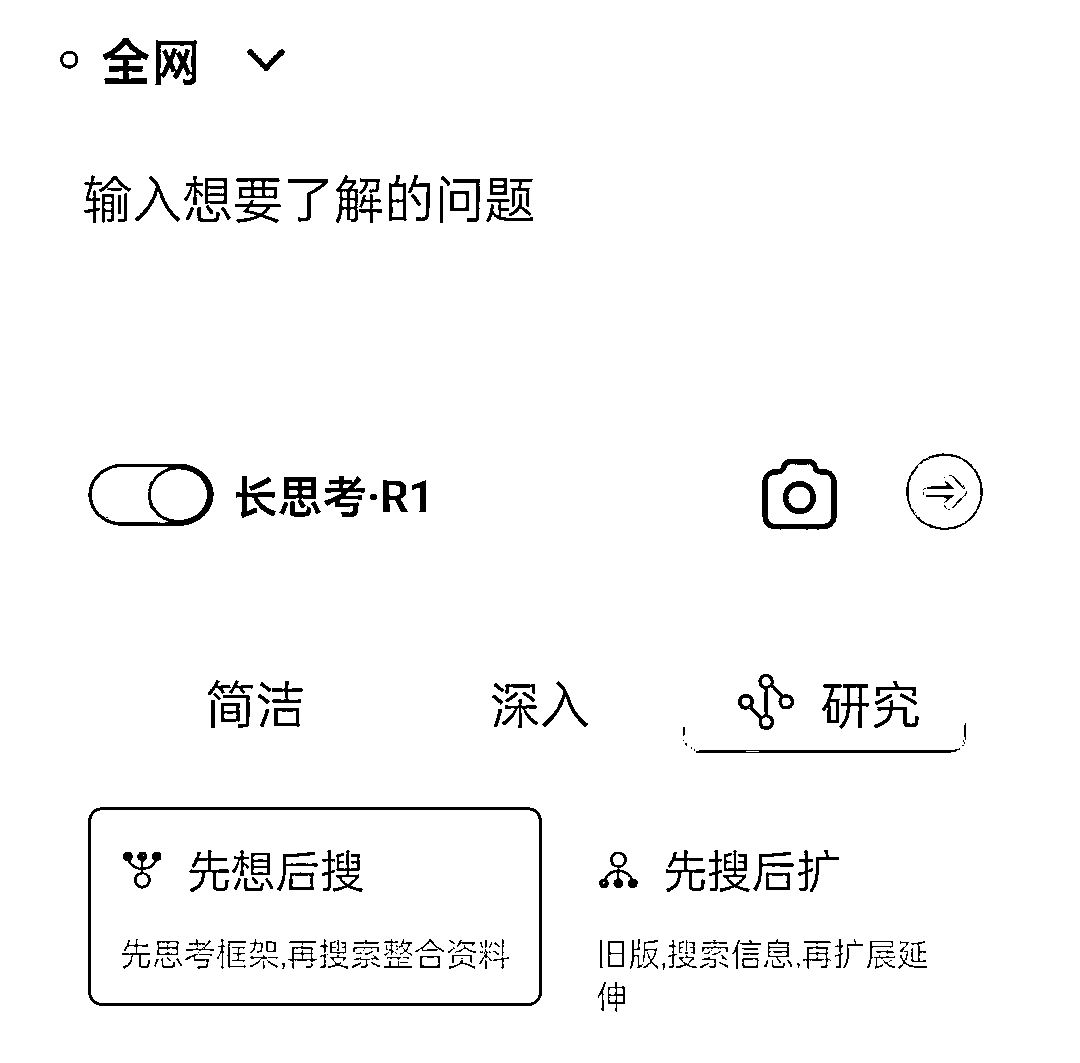 全网
输入想要了解的问题
长思考·R1
简洁 深入 研究
先想后搜 先搜后扩
先思考框架,再搜索整合资料 旧版,搜索信息,再扩展延
伸